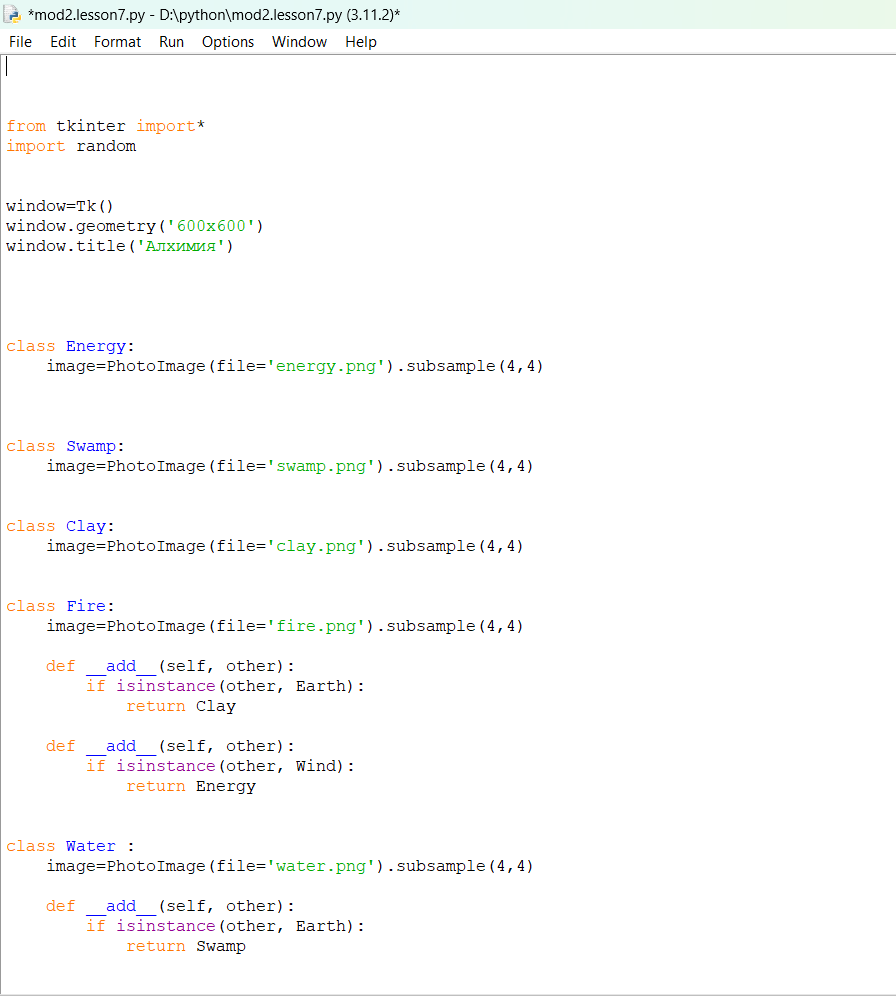 *mod2.lesson7.py - D:\python\mod2.lesson7.py (3.11.2)*
File Edit Format Run Options Window Help
from tkinter import*
import random
window=Tk()
window.geometry('600x600')
window.title('Алхимия')
class Energy:
    image=PhotoImage(file='energy.png').subsample(4,4)
class Swamp:
    image=PhotoImage(file='swamp.png').subsample(4,4)
class Clay:
    image=PhotoImage(file='clay.png').subsample(4,4)
class Fire:
    image=PhotoImage(file='fire.png').subsample(4,4)
    def __add__(self, other):
        if isinstance(other, Earth):
            return Clay
    def __add__(self, other):
        if isinstance(other, Wind):
            return Energy
class Water :
    image=PhotoImage(file='water.png').subsample(4,4)
    def __add__(self, other):
        if isinstance(other, Earth):
            return Swamp